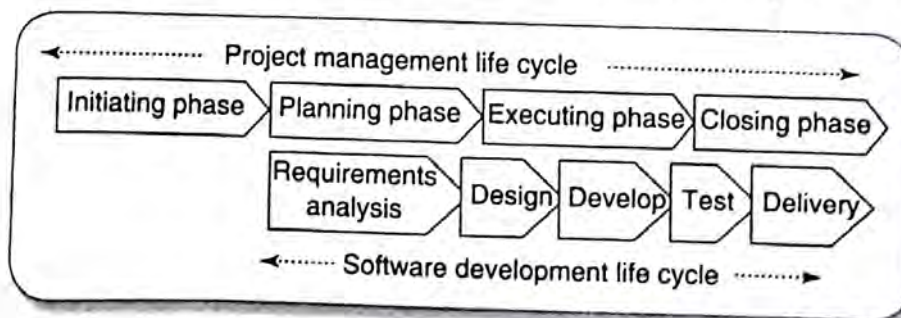 Project management life cycle
Initiating phase Planning phase Executing phase Closing phase
Requirements analysis Design Develop Test Delivery
Software development life cycle